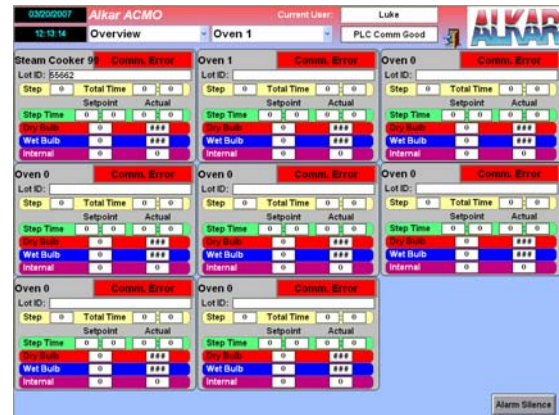 03/20/2007 Alkar ACMO Current User: Luke
12:13:14 Overview Oven 1 PLC Comm Good ALKAR
Steam Cooker 99 Comm. Error
Lot ID: 55662
Step 0 Total Time 0 : 0
Setpoint Actual
Step Time 0 : 0 0 : 0
Dry Bulb 0 ###
Wet Bulb 0 ###
Internal 0 0
Oven 1 Comm. Error
Lot ID:
Step 0 Total Time 0 : 0
Setpoint Actual
Step Time 0 : 0 0 : 0
Dry Bulb 0 ###
Wet Bulb 0 ###
Internal 0 0
Oven 0 Comm. Error
Lot ID:
Step 0 Total Time 0 : 0
Setpoint Actual
Step Time 0 : 0 0 : 0
Dry Bulb 0 ###
Wet Bulb 0 ###
Internal 0 0
Oven 0 Comm. Error
Lot ID:
Step 0 Total Time 0 : 0
Setpoint Actual
Step Time 0 : 0 0 : 0
Dry Bulb 0 ###
Wet Bulb 0 ###
Internal 0 0
Oven 0 Comm. Error
Lot ID:
Step 0 Total Time 0 : 0
Setpoint Actual
Step Time 0 : 0 0 : 0
Dry Bulb 0 ###
Wet Bulb 0 ###
Internal 0 0
Oven 0 Comm. Error
Lot ID:
Step 0 Total Time 0 : 0
Setpoint Actual
Step Time 0 : 0 0 : 0
Dry Bulb 0 ###
Wet Bulb 0 ###
Internal 0 0
Oven 0 Comm. Error
Lot ID:
Step 0 Total Time 0 : 0
Setpoint Actual
Step Time 0 : 0 0 : 0
Dry Bulb 0 ###
Wet Bulb 0 ###
Internal 0 0
Oven 0 Comm. Error
Lot ID:
Step 0 Total Time 0 : 0
Setpoint Actual
Step Time 0 : 0 0 : 0
Dry Bulb 0 ###
Wet Bulb 0 ###
Internal 0 0
Alarm Silence